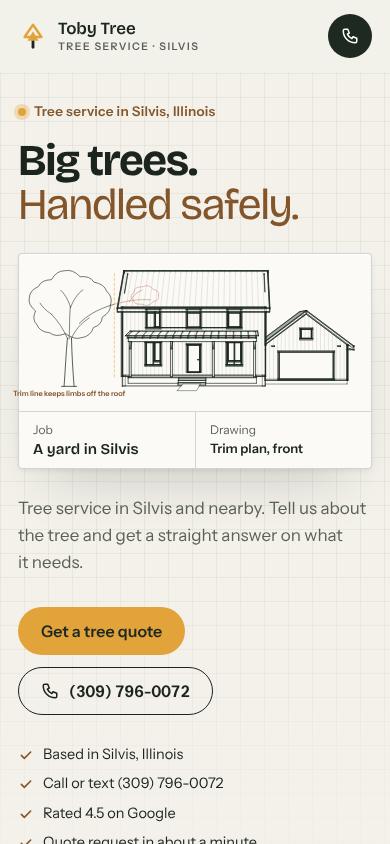 Toby Tree
TREE SERVICE · SILVIS
Tree service in Silvis, Illinois
Big trees.
Handled safely.
Trim line keeps limbs off the roof
Job
A yard in Silvis
Drawing
Trim plan, front
Tree service in Silvis and nearby. Tell us about
the tree and get a straight answer on what
it needs.
Get a tree quote
(309) 796-0072
Based in Silvis, Illinois
Call or text (309) 796-0072
Rated 4.5 on Google
Quote request in about a minute